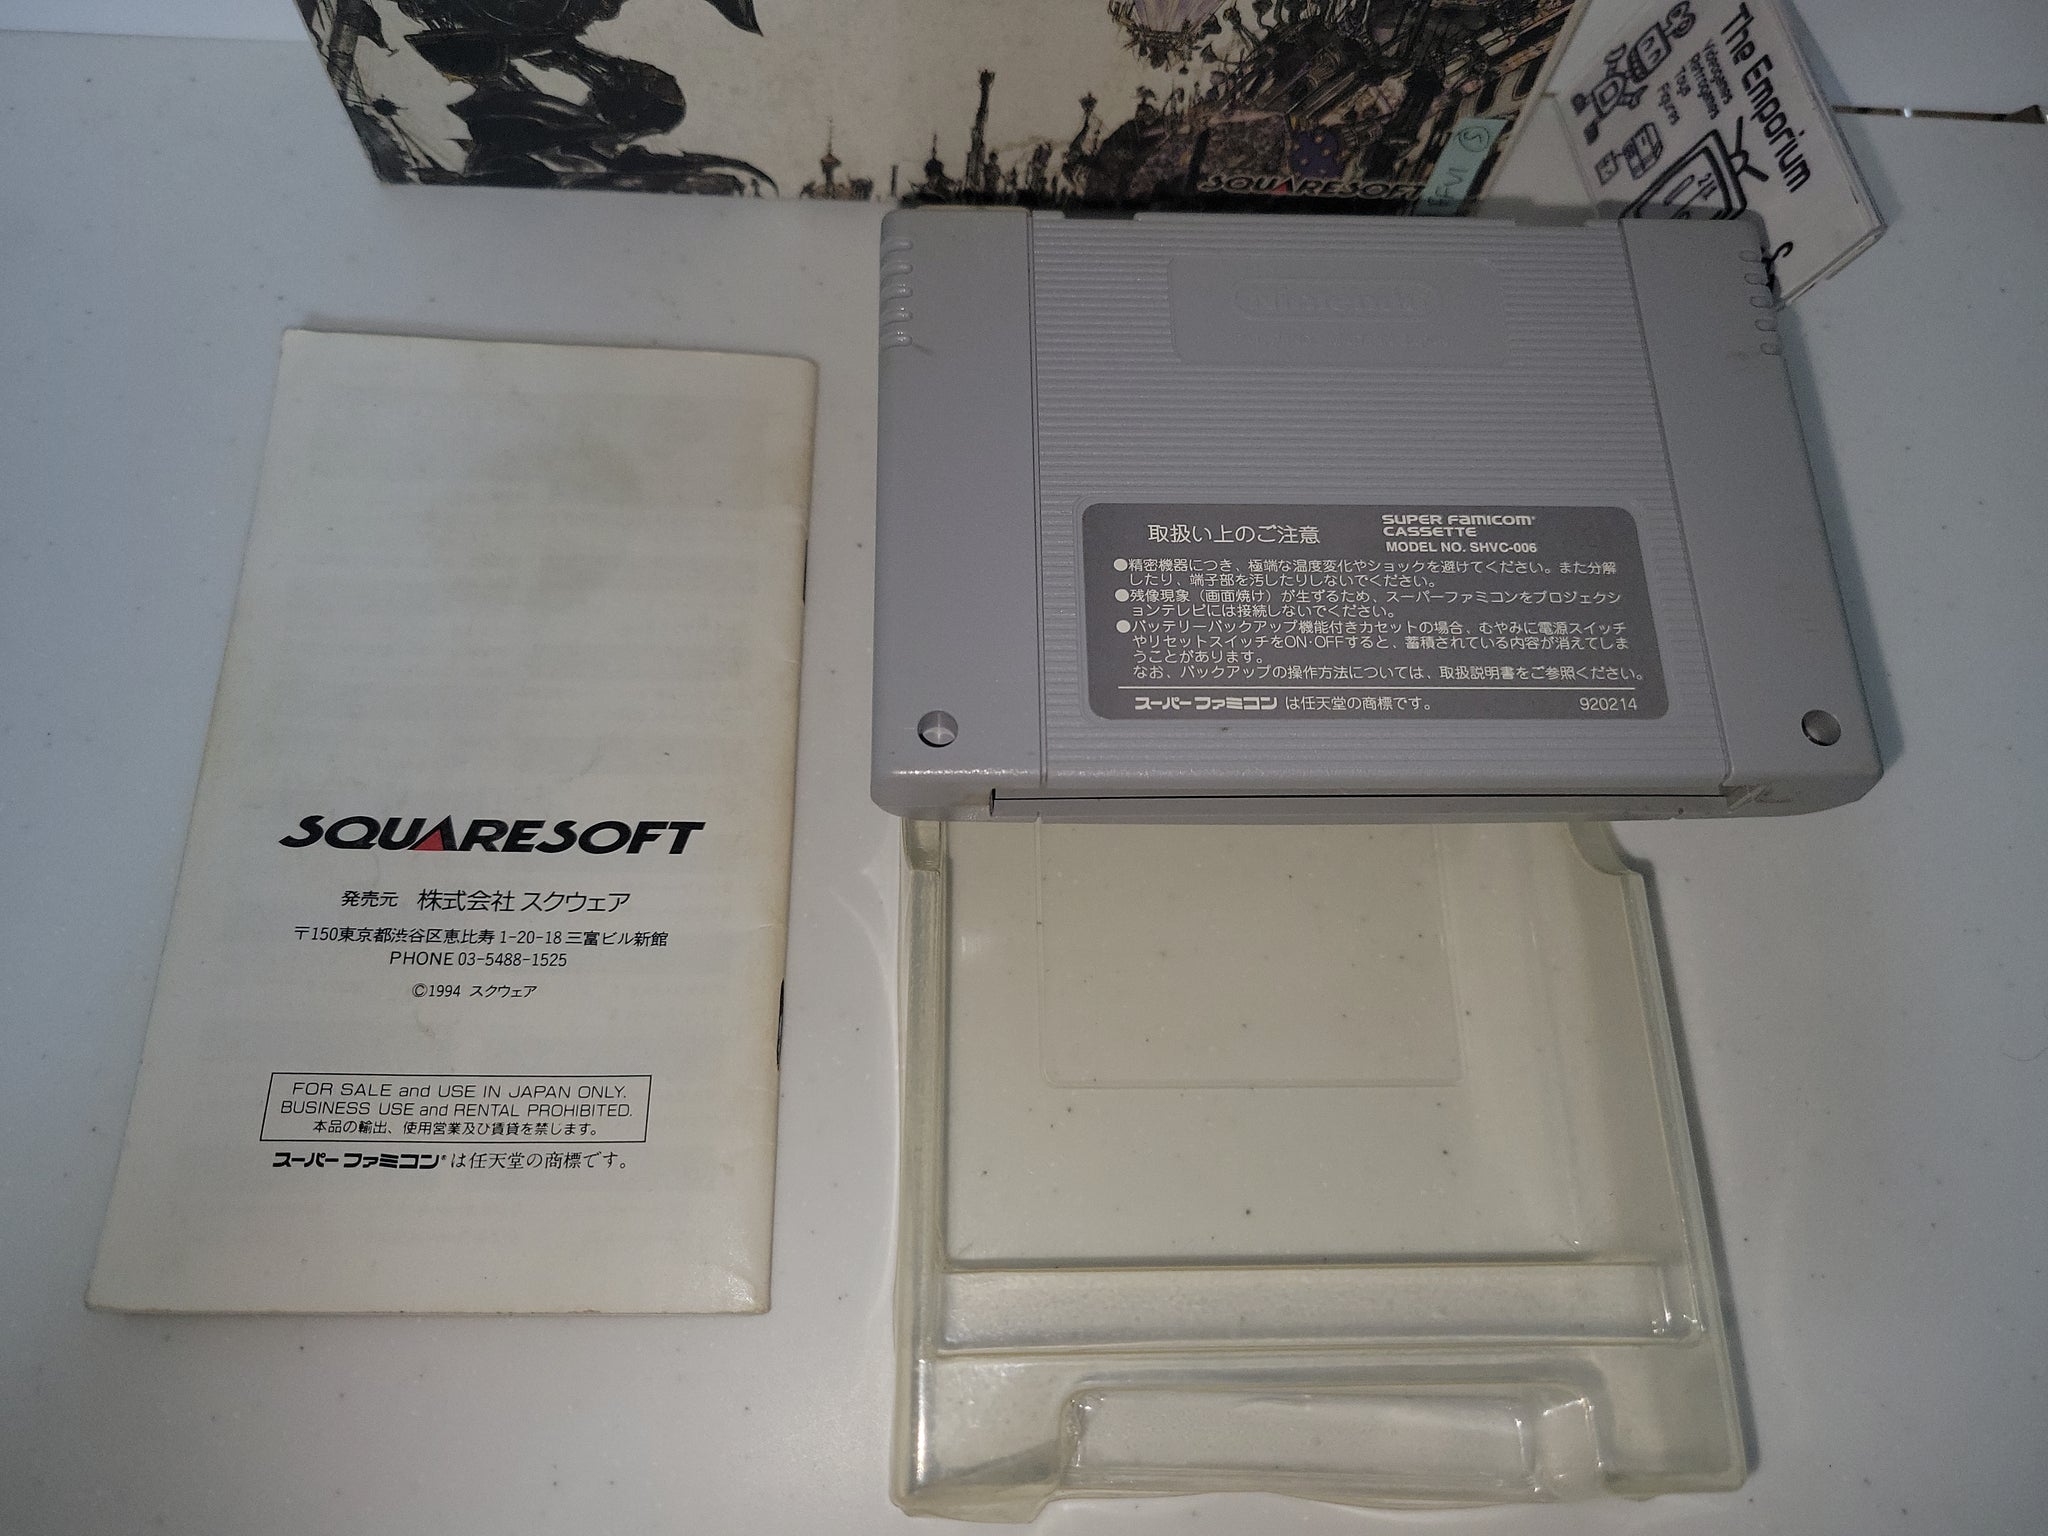 The Emporium
Videogames
Retrogames
Toys
Figures
SQUARESOFT
FFVI ⑤
Nintendo
取扱い上のご注意
SUPER FAMICOM
CASSETTE
MODEL NO. SHVC-006
●精密機器につき、極端な温度変化やショックを避けてください。また分解
したり、端子部を汚したりしないでください。
●残像現象（画面焼け）が生ずるため、スーパーファミコンをプロジェクシ
ョンテレビには接続しないでください。
●バッテリーバックアップ機能付きカセットの場合、むやみに電源スイッチ
やリセットスイッチをON・OFFすると、蓄積されている内容が消えてしま
うことがあります。
なお、バックアップの操作方法については、取扱説明書をご参照ください。
スーパーファミコン は任天堂の商標です。 920214
SQUARESOFT
発売元 株式会社 スクウェア
〒150東京都渋谷区恵比寿 1-20-18 三富ビル新館
PHONE 03-5488-1525
©1994 スクウェア
FOR SALE and USE IN JAPAN ONLY.
BUSINESS USE and RENTAL PROHIBITED.
本品の輸出、使用営業及び賃貸を禁じます。
スーパーファミコン® は任天堂の商標です。